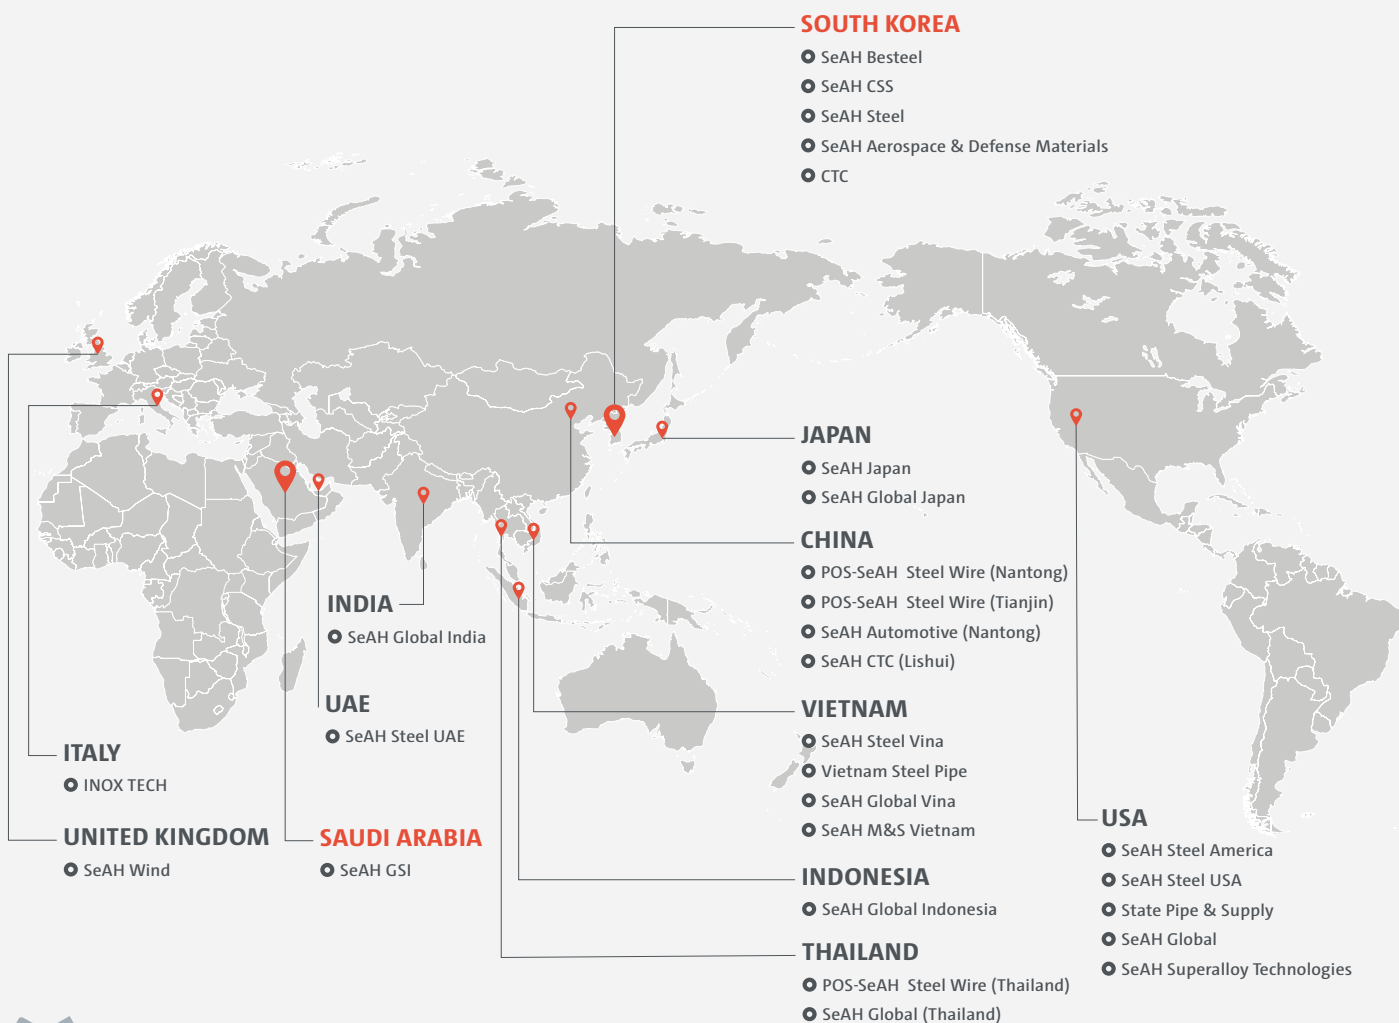 SOUTH KOREA
SeAH Besteel
SeAH CSS
SeAH Steel
SeAH Aerospace & Defense Materials
CTC
JAPAN
SeAH Japan
SeAH Global Japan
CHINA
POS-SeAH Steel Wire (Nantong)
POS-SeAH Steel Wire (Tianjin)
SeAH Automotive (Nantong)
SeAH CTC (Lishui)
INDIA
SeAH Global India
UAE
SeAH Steel UAE
VIETNAM
SeAH Steel Vina
Vietnam Steel Pipe
SeAH Global Vina
SeAH M&S Vietnam
ITALY
INOX TECH
UNITED KINGDOM
SeAH Wind
SAUDI ARABIA
SeAH GSI
INDONESIA
SeAH Global Indonesia
THAILAND
POS-SeAH Steel Wire (Thailand)
SeAH Global (Thailand)
USA
SeAH Steel America
SeAH Steel USA
State Pipe & Supply
SeAH Global
SeAH Superalloy Technologies